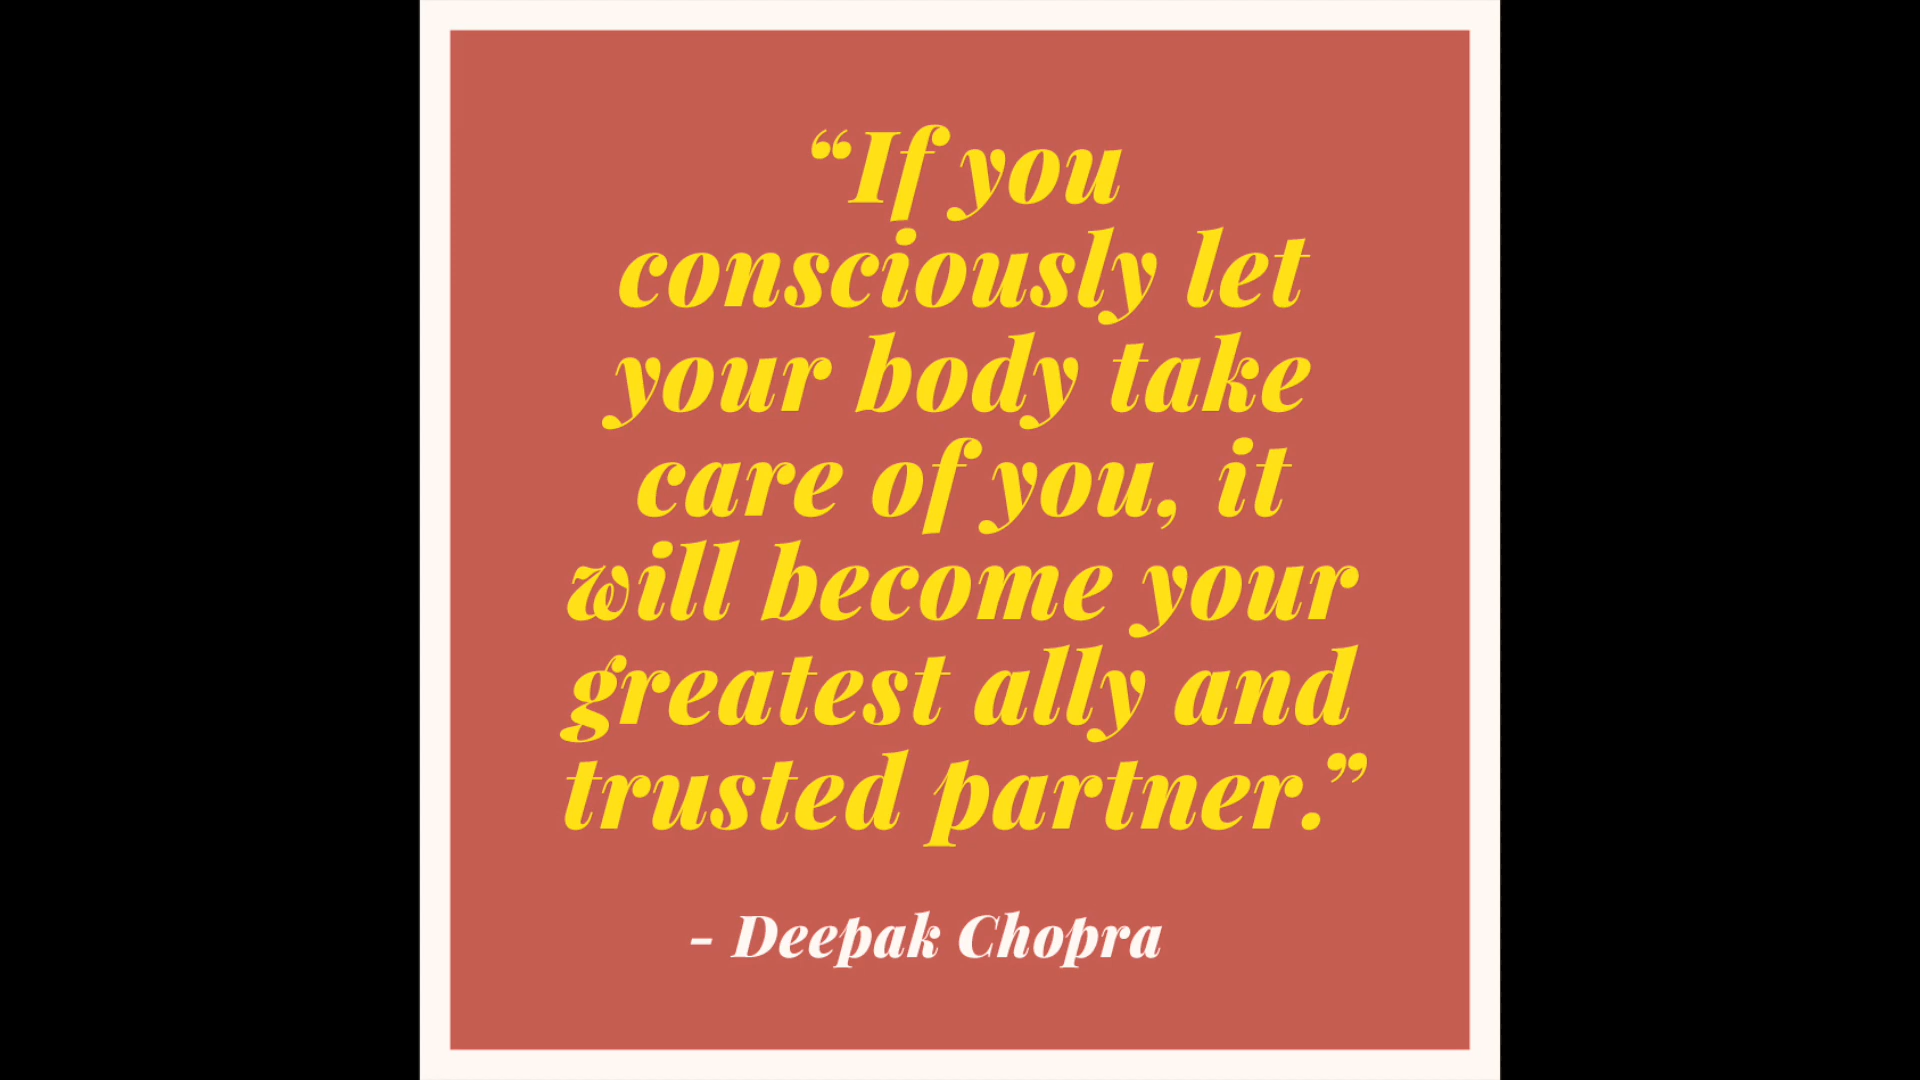 “If you
consciously let
your body take
care of you, it
will become your
greatest ally and
trusted partner.”
- Deepak Chopra